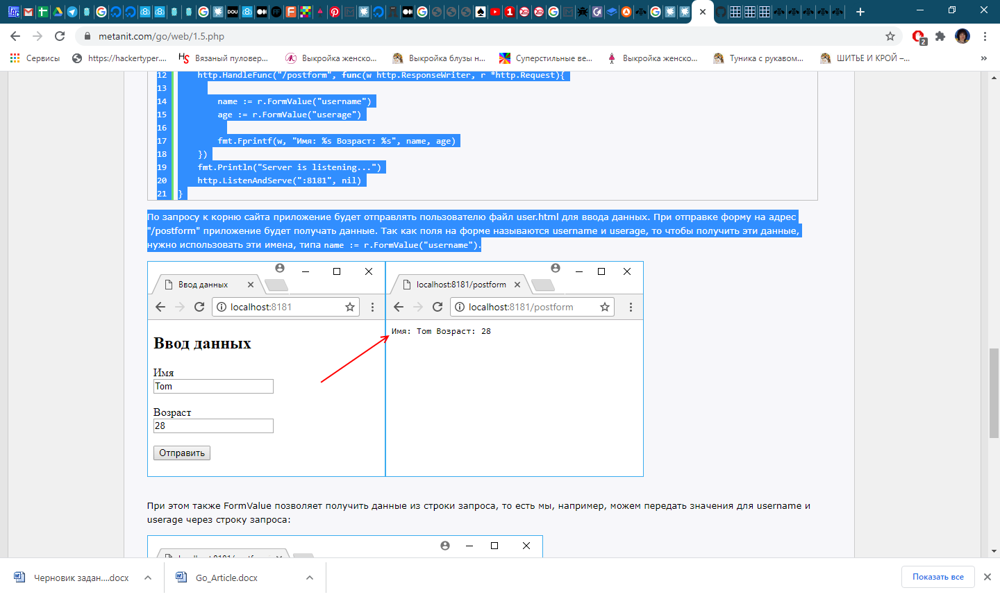 DOU
metanit.com/go/web/1.5.php
2
Сервисы
https://hackertyper....
Вязаный пуловер...
Выкройка женско...
Выкройка блузы н...
Суперстильные ве...
Выкройка женско...
Туника с рукавом...
ШИТЬЕ И КРОЙ –...
»
12 http.HandleFunc("/postform", func(w http.ResponseWriter, r *http.Request){
13
14 name := r.FormValue("username")
15 age := r.FormValue("userage")
16
17 fmt.Fprintf(w, "Имя: %s Возраст: %s", name, age)
18 })
19 fmt.Println("Server is listening...")
20 http.ListenAndServe(":8181", nil)
21 }
По запросу к корню сайта приложение будет отправлять пользователю файл user.html для ввода данных. При отправке форму на адрес
"/postform" приложение будет получать данные. Так как поля на форме называются username и userage, то чтобы получить эти данные,
нужно использовать эти имена, типа name := r.FormValue("username").
Ввод данных
localhost:8181
Ввод данных
Имя
Tom
Возраст
28
Отправить
localhost:8181/postform
localhost:8181/postform
Имя: Tom Возраст: 28
При этом также FormValue позволяет получить данные из строки запроса, то есть мы, например, можем передать значения для username и
userage через строку запроса:
Черновик задан....docx
Go_Article.docx
Показать все